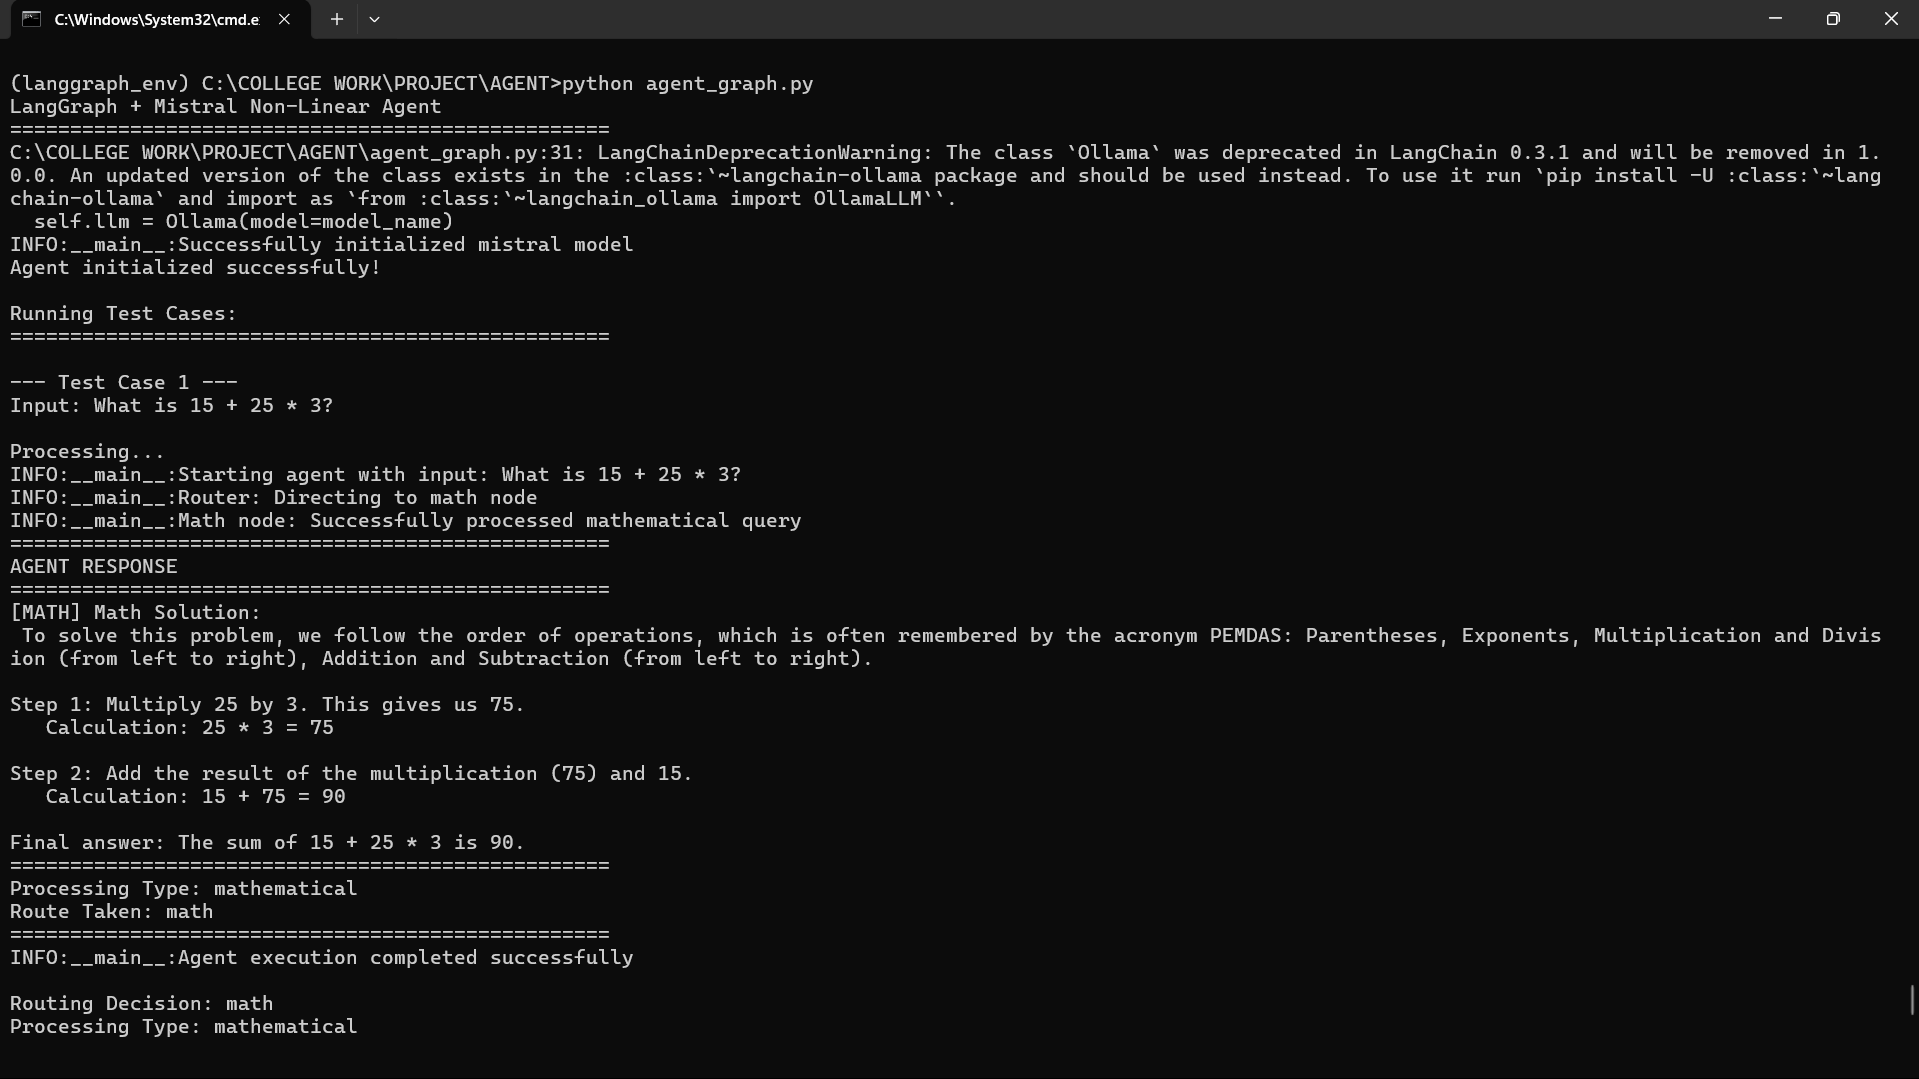 C:\Windows\System32\cmd.e
(langgraph_env) C:\COLLEGE WORK\PROJECT\AGENT>python agent_graph.py
LangGraph + Mistral Non-Linear Agent
==================================================
C:\COLLEGE WORK\PROJECT\AGENT\agent_graph.py:31: LangChainDeprecationWarning: The class `Ollama` was deprecated in LangChain 0.3.1 and will be removed in 1.
0.0. An updated version of the class exists in the :class:`~langchain-ollama package and should be used instead. To use it run `pip install -U :class:`~lang
chain-ollama` and import as `from :class:`~langchain_ollama import OllamaLLM``.
  self.llm = Ollama(model=model_name)
INFO:__main__:Successfully initialized mistral model
Agent initialized successfully!
Running Test Cases:
==================================================
--- Test Case 1 ---
Input: What is 15 + 25 * 3?
Processing...
INFO:__main__:Starting agent with input: What is 15 + 25 * 3?
INFO:__main__:Router: Directing to math node
INFO:__main__:Math node: Successfully processed mathematical query
==================================================
AGENT RESPONSE
==================================================
[MATH] Math Solution:
 To solve this problem, we follow the order of operations, which is often remembered by the acronym PEMDAS: Parentheses, Exponents, Multiplication and Divis
ion (from left to right), Addition and Subtraction (from left to right).
Step 1: Multiply 25 by 3. This gives us 75.
   Calculation: 25 * 3 = 75
Step 2: Add the result of the multiplication (75) and 15.
   Calculation: 15 + 75 = 90
Final answer: The sum of 15 + 25 * 3 is 90.
==================================================
Processing Type: mathematical
Route Taken: math
==================================================
INFO:__main__:Agent execution completed successfully
Routing Decision: math
Processing Type: mathematical